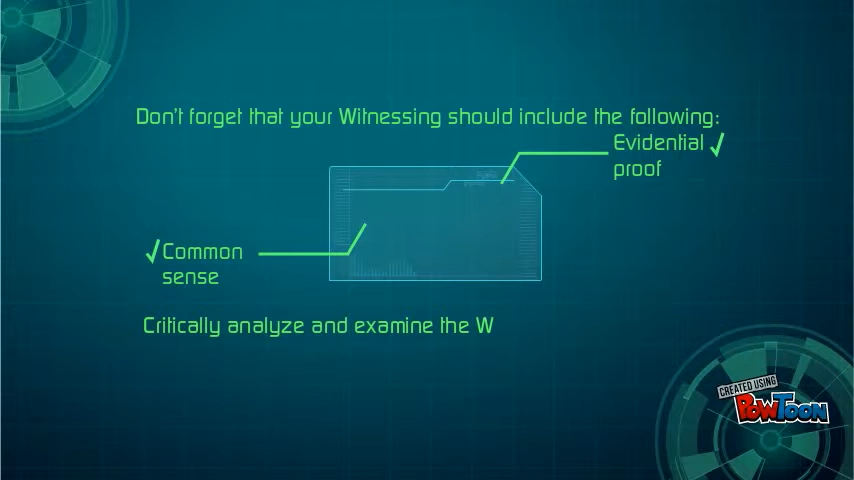 Don't forget that your Witnessing should include the following:
Evidential ✓
proof
✓Common
sense
Critically analyze and examine the W
CREATED USING
POWTOON